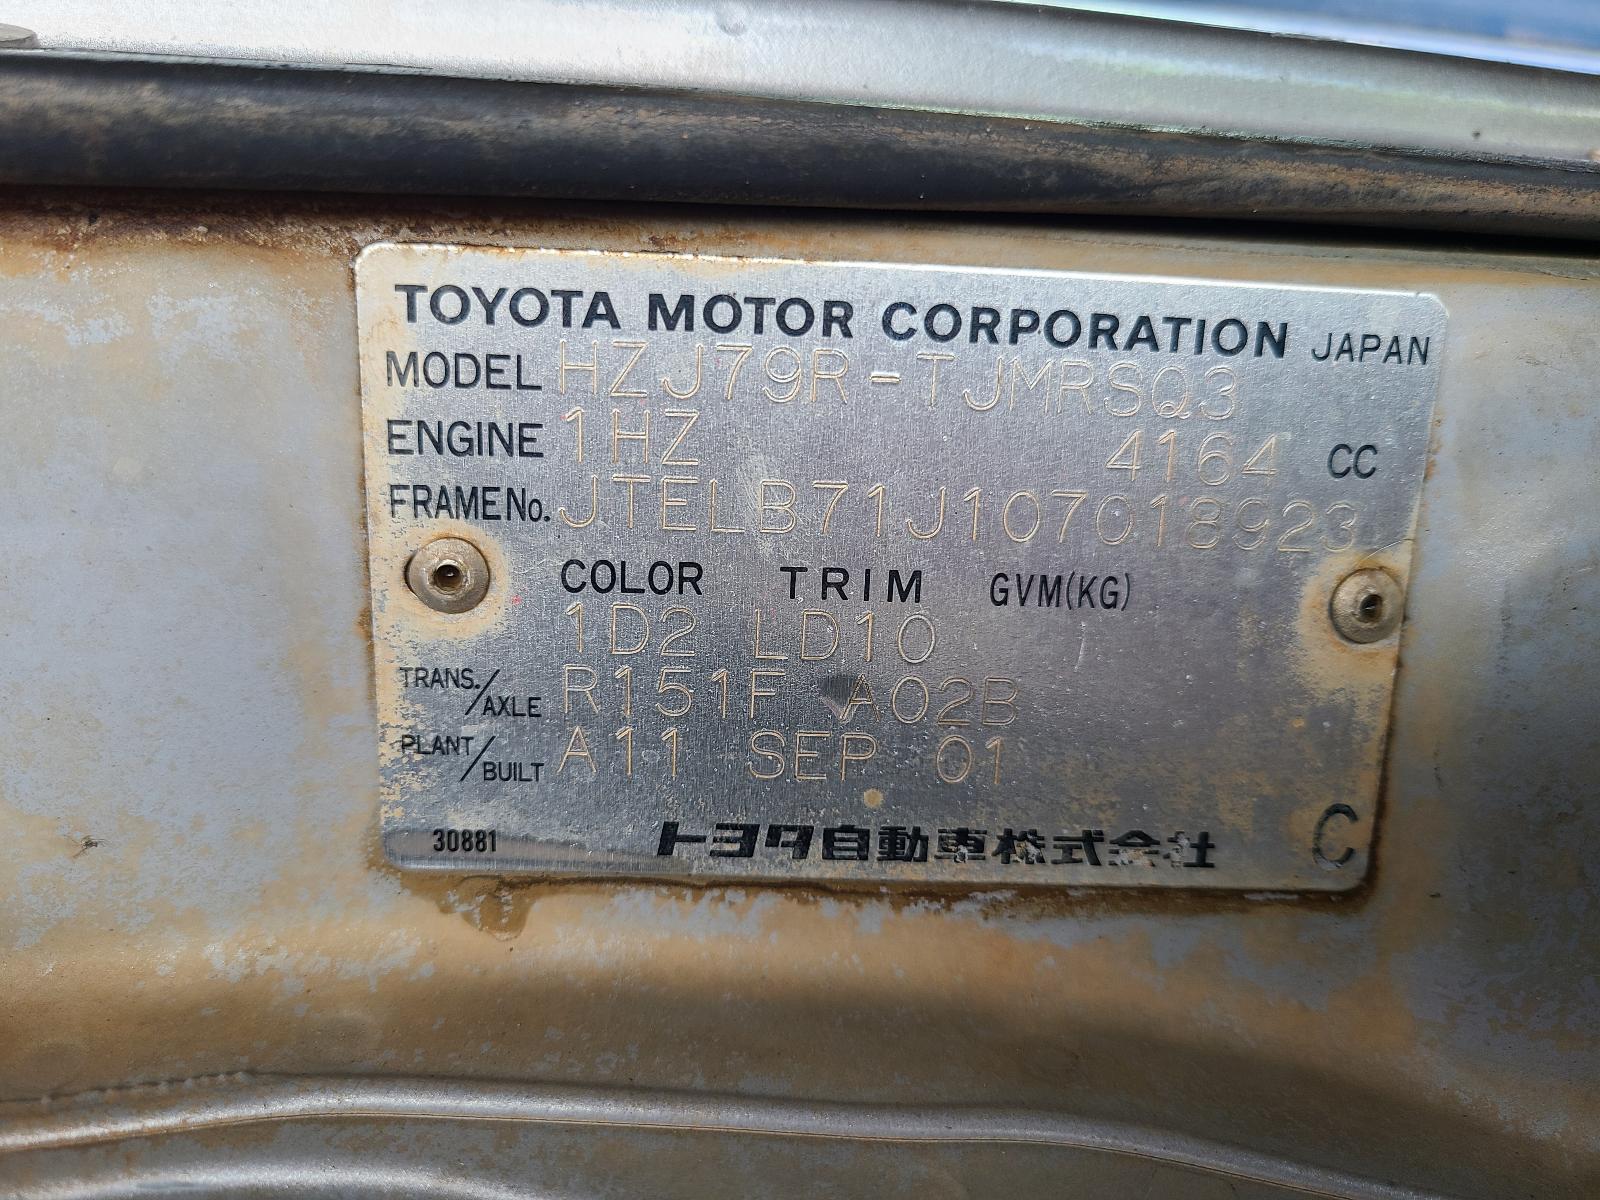 TOYOTA MOTOR CORPORATION JAPAN
MODEL HZJ79R-TJMRSQ3
ENGINE 1HZ 4164 CC
FRAME No. JTELB71J107018923
COLOR TRIM GVM(KG)
1D2 LD10
TRANS./AXLE R151F A02B
PLANT/BUILT A11 SEP 01
30881 トヨタ自動車株式会社 C